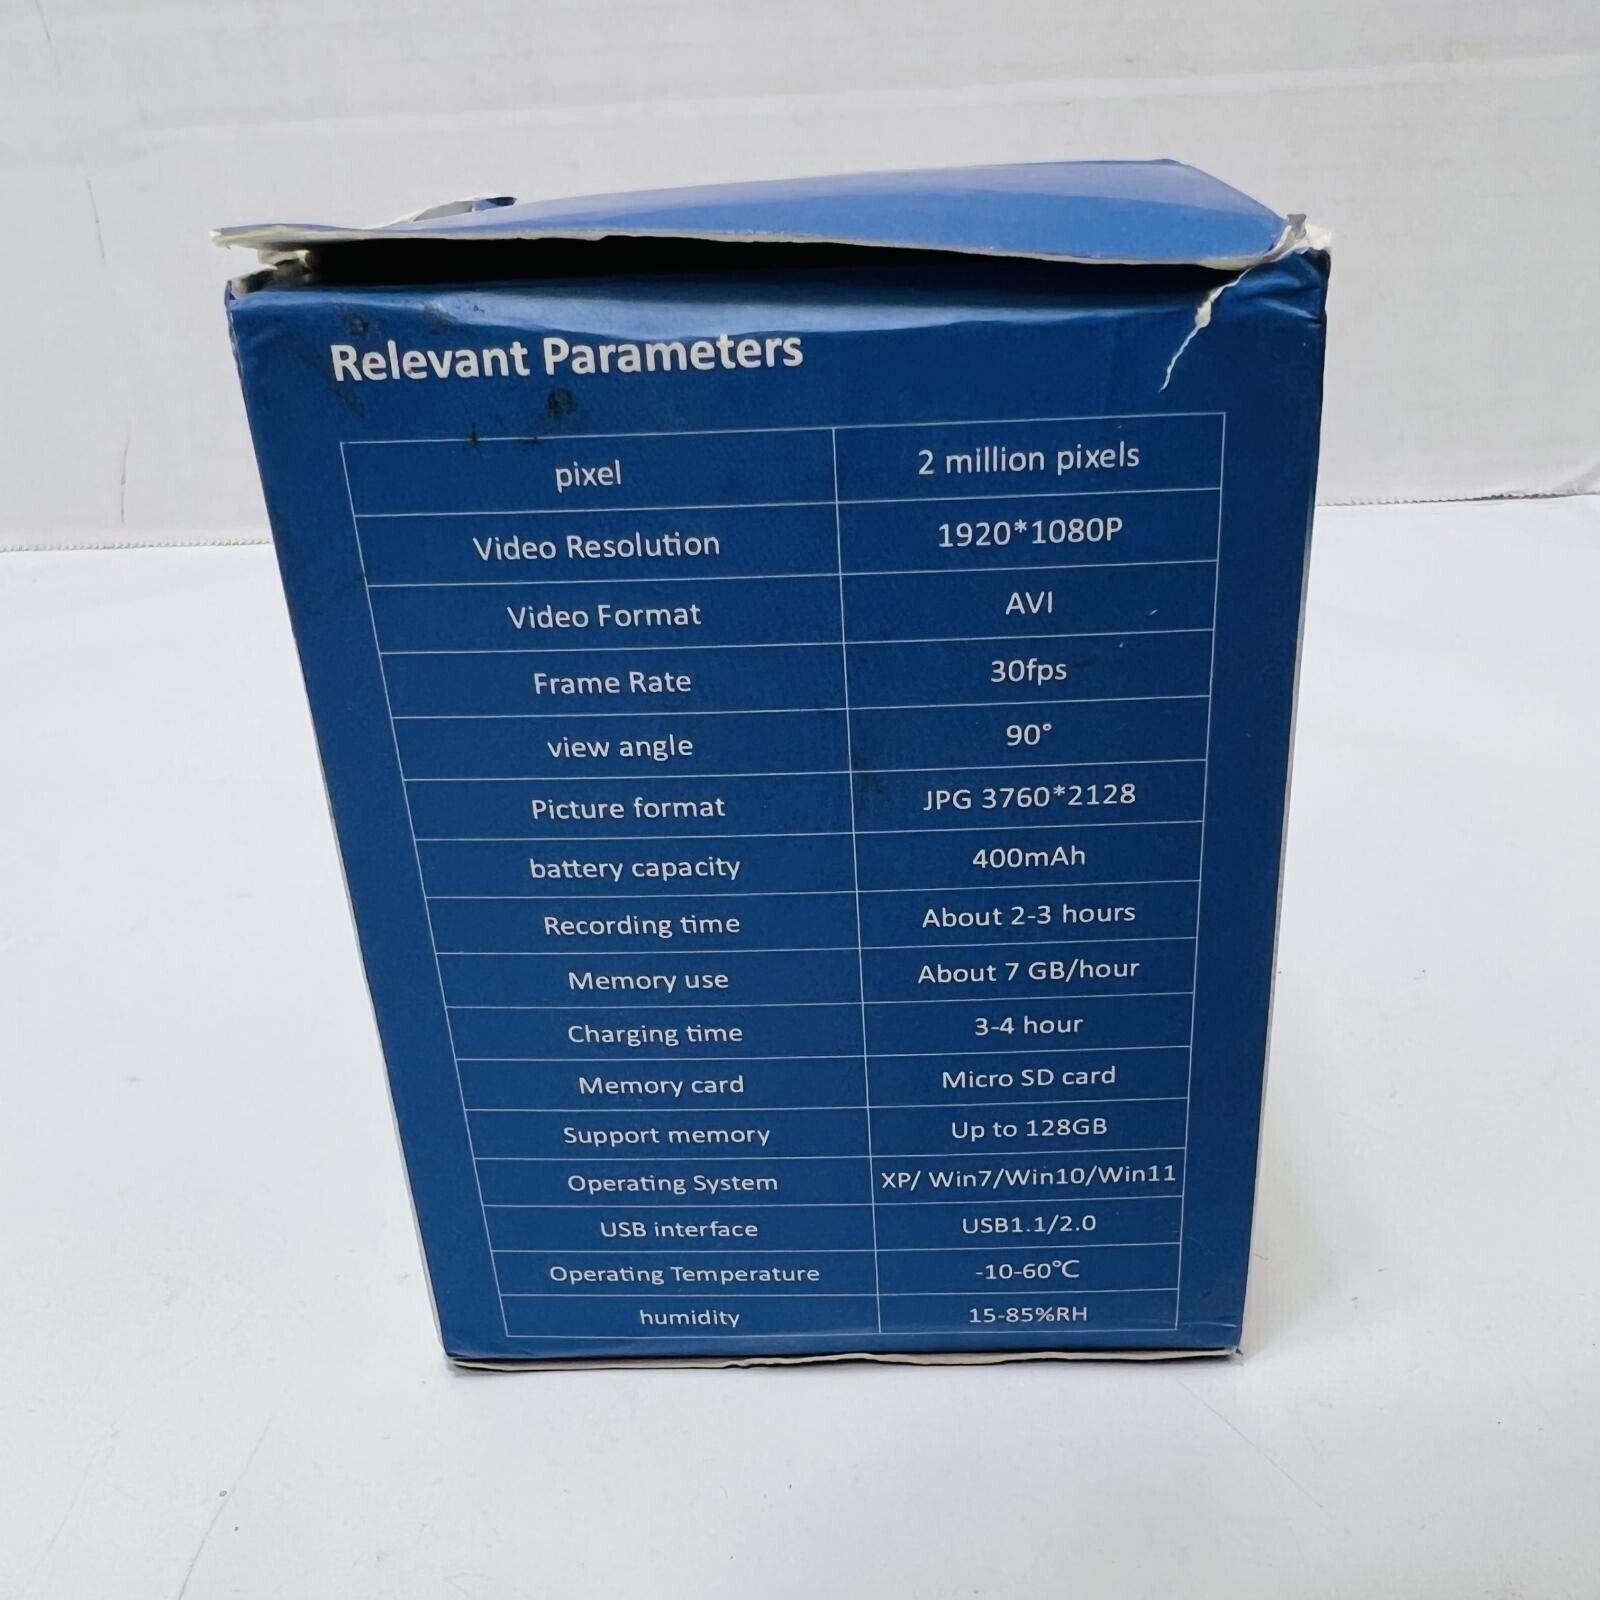 Relevant Parameters
pixel 2 million pixels
Video Resolution 1920*1080P
Video Format AVI
Frame Rate 30fps
view angle 90°
Picture format JPG 3760*2128
battery capacity 400mAh
Recording time About 2-3 hours
Memory use About 7 GB/hour
Charging time 3-4 hour
Memory card Micro SD card
Support memory Up to 128GB
Operating System XP/ Win7/Win10/Win11
USB interface USB1.1/2.0
Operating Temperature -10-60℃
humidity 15-85%RH